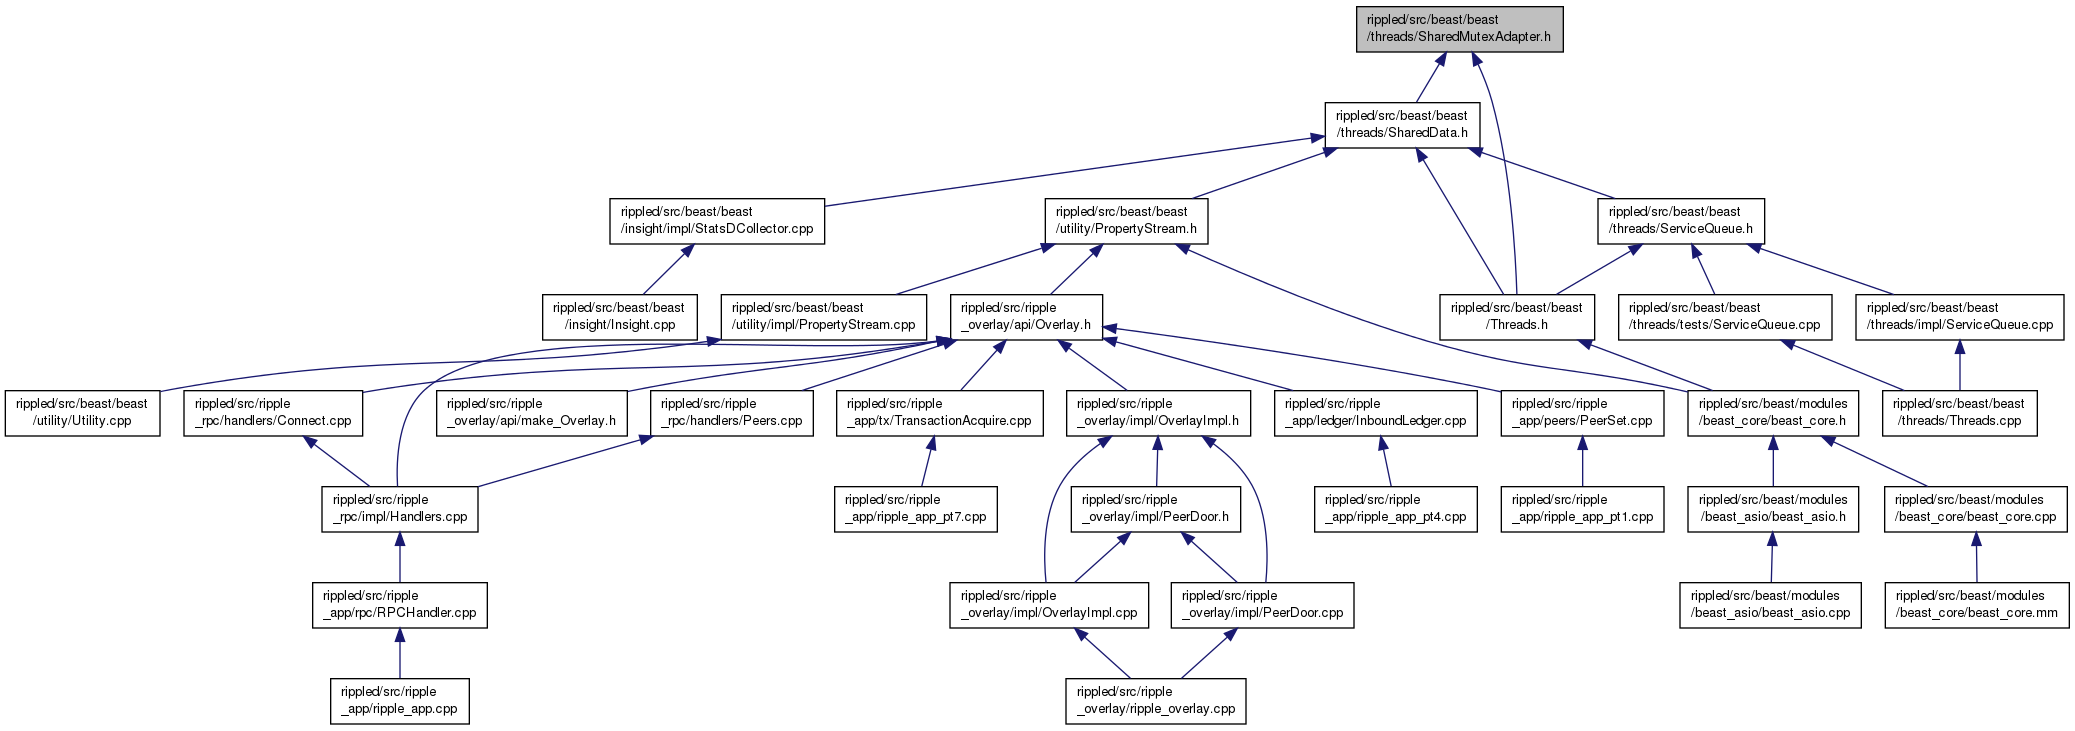 rippled/src/beast/beast
/threads/SharedMutexAdapter.h
rippled/src/beast/beast
/threads/SharedData.h
rippled/src/beast/beast
/insight/impl/StatsDCollector.cpp
rippled/src/beast/beast
/utility/PropertyStream.h
rippled/src/beast/beast
/threads/ServiceQueue.h
rippled/src/beast/beast
/insight/Insight.cpp
rippled/src/beast/beast
/utility/impl/PropertyStream.cpp
rippled/src/ripple
_overlay/api/Overlay.h
rippled/src/beast/beast
/Threads.h
rippled/src/beast/beast
/threads/tests/ServiceQueue.cpp
rippled/src/beast/beast
/threads/impl/ServiceQueue.cpp
rippled/src/beast/beast
/utility/Utility.cpp
rippled/src/ripple
_rpc/handlers/Connect.cpp
rippled/src/ripple
_overlay/api/make_Overlay.h
rippled/src/ripple
_rpc/handlers/Peers.cpp
rippled/src/ripple
_app/tx/TransactionAcquire.cpp
rippled/src/ripple
_overlay/impl/OverlayImpl.h
rippled/src/ripple
_app/ledger/InboundLedger.cpp
rippled/src/ripple
_app/peers/PeerSet.cpp
rippled/src/beast/modules
/beast_core/beast_core.h
rippled/src/beast/beast
/threads/Threads.cpp
rippled/src/ripple
_rpc/impl/Handlers.cpp
rippled/src/ripple
_app/ripple_app_pt7.cpp
rippled/src/ripple
_overlay/impl/PeerDoor.h
rippled/src/ripple
_app/ripple_app_pt4.cpp
rippled/src/ripple
_app/ripple_app_pt1.cpp
rippled/src/beast/modules
/beast_asio/beast_asio.h
rippled/src/beast/modules
/beast_core/beast_core.cpp
rippled/src/ripple
_app/rpc/RPCHandler.cpp
rippled/src/ripple
_overlay/impl/OverlayImpl.cpp
rippled/src/ripple
_overlay/impl/PeerDoor.cpp
rippled/src/beast/modules
/beast_asio/beast_asio.cpp
rippled/src/beast/modules
/beast_core/beast_core.mm
rippled/src/ripple
_app/ripple_app.cpp
rippled/src/ripple
_overlay/ripple_overlay.cpp